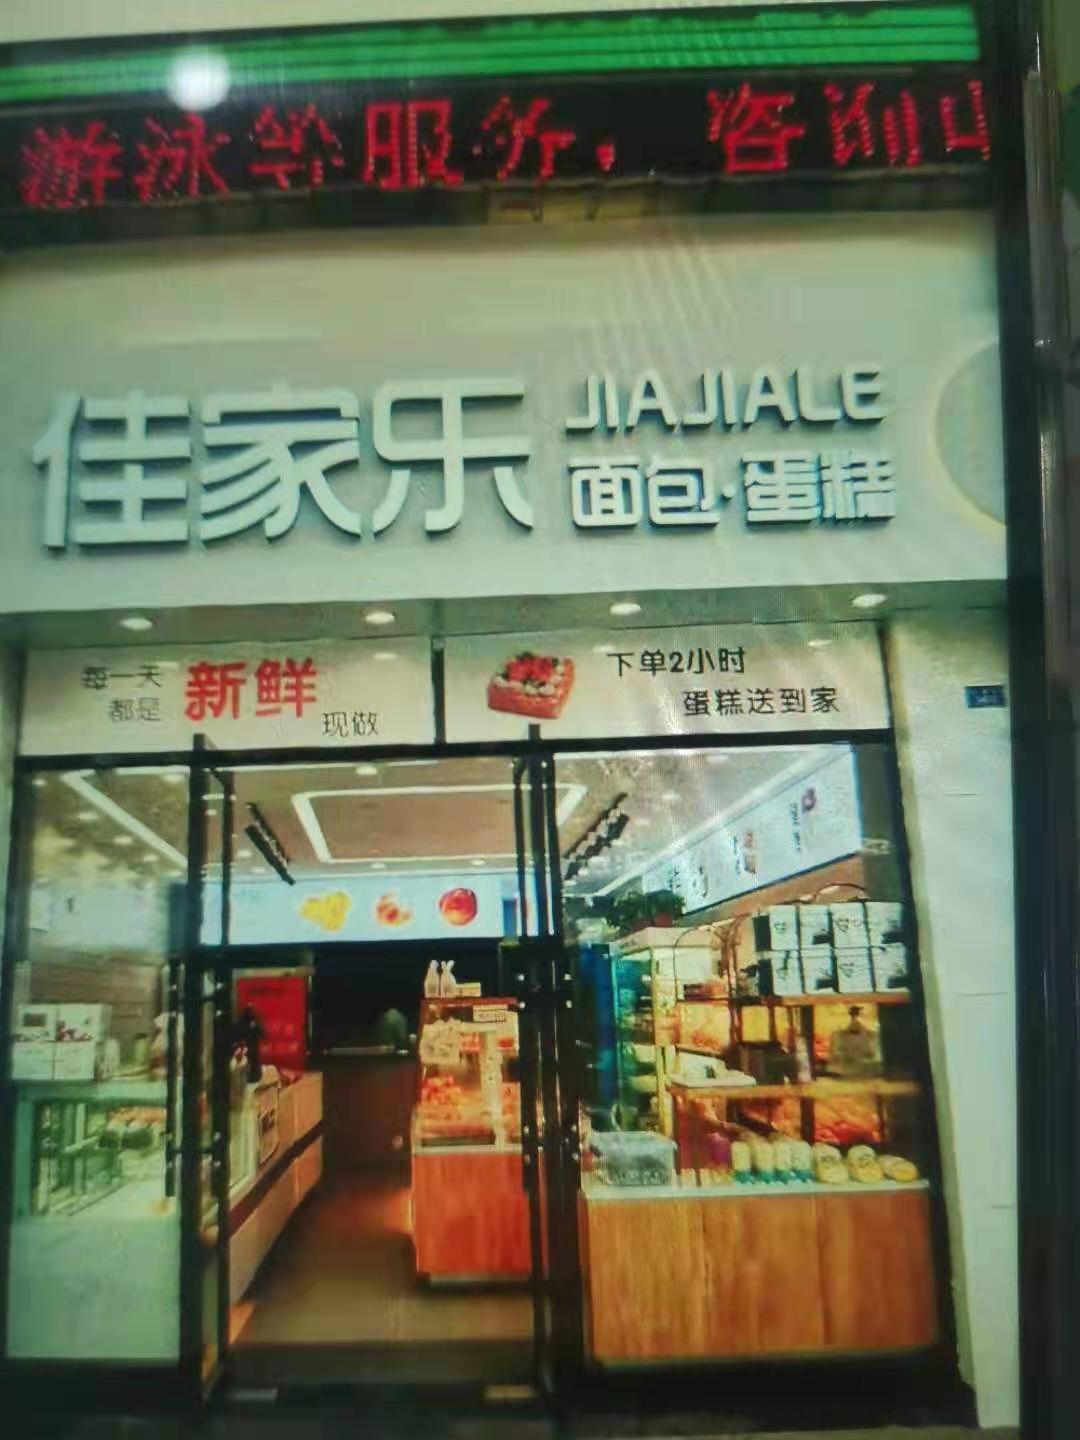 游泳等服务，咨询
佳家乐
JIAJIALE
面包·蛋糕
每一天
都是
新鲜
现做
下单2小时
蛋糕送到家